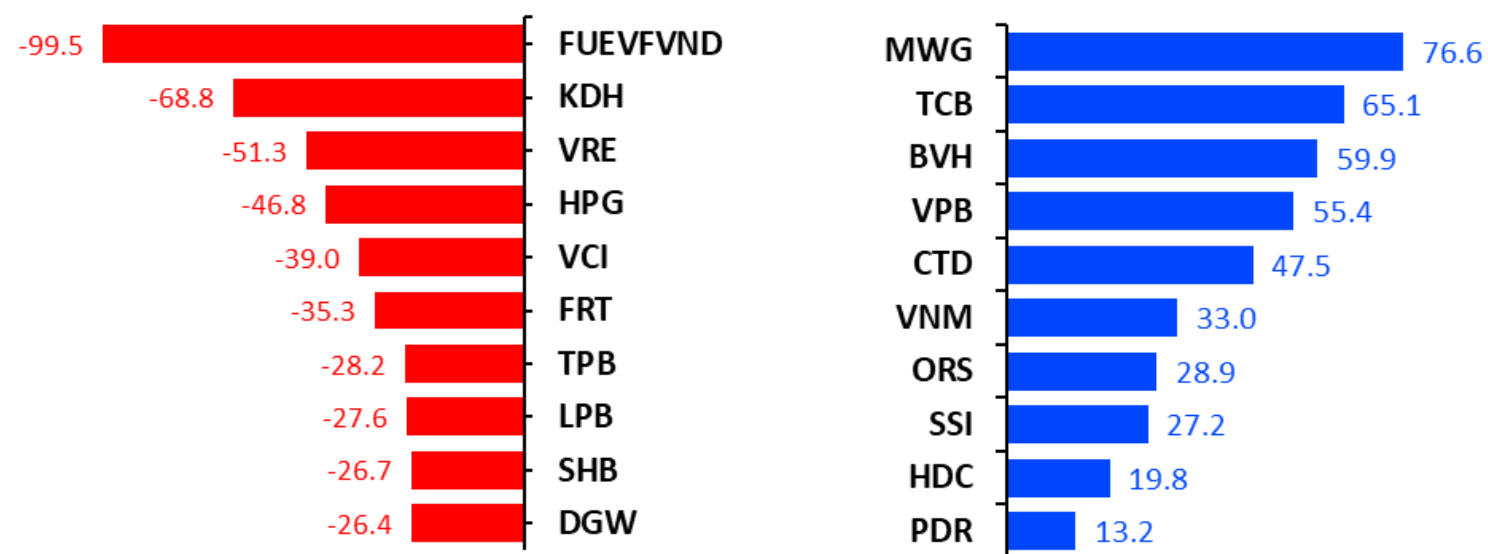 -99.5 FUEVFVND
-68.8 KDH
-51.3 VRE
-46.8 HPG
-39.0 VCI
-35.3 FRT
-28.2 TPB
-27.6 LPB
-26.7 SHB
-26.4 DGW
MWG 76.6
TCB 65.1
BVH 59.9
VPB 55.4
CTD 47.5
VNM 33.0
ORS 28.9
SSI 27.2
HDC 19.8
PDR 13.2